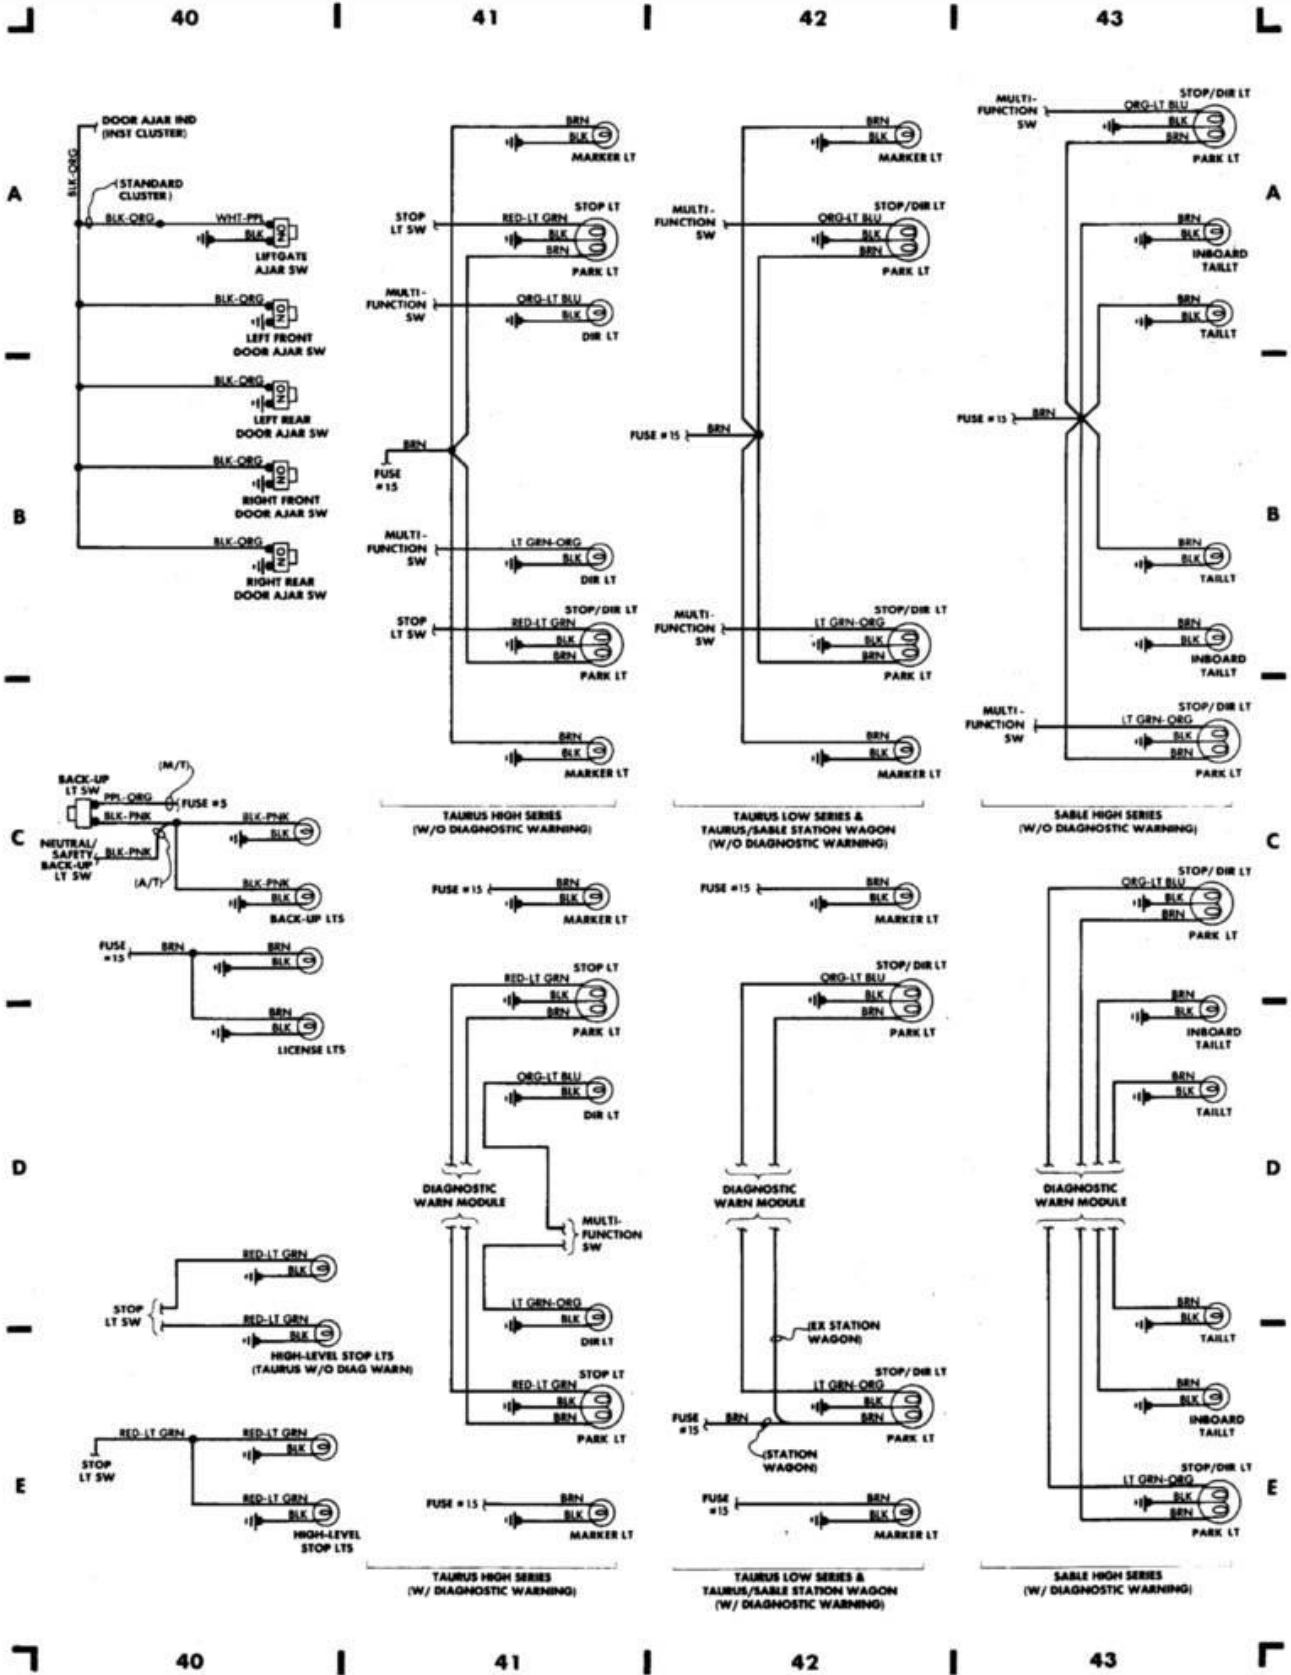 40 41 42 43
A
DOOR AJAR IND
(INST CLUSTER)
BLK-ORG
(STANDARD
CLUSTER)
BLK-ORG WHT-PPL
BLK
ON
LIFTGATE
AJAR SW
BLK-ORG
ON
LEFT FRONT
DOOR AJAR SW
BLK-ORG
ON
LEFT REAR
DOOR AJAR SW
B
BLK-ORG
ON
RIGHT FRONT
DOOR AJAR SW
BLK-ORG
ON
RIGHT REAR
DOOR AJAR SW
C
BACK-UP
LT SW
(M/T)
PPL-ORG FUSE #5
BLK-PNK BLK-PNK
BLK
NEUTRAL/
SAFETY
BACK-UP
LT SW
BLK-PNK
(A/T)
BLK-PNK
BLK
BACK-UP LTS
FUSE
#15
BRN BRN
BLK
BRN
BLK
LICENSE LTS
D
RED-LT GRN
BLK
STOP
LT SW
RED-LT GRN
BLK
HIGH-LEVEL STOP LTS
(TAURUS W/O DIAG WARN)
E
RED-LT GRN RED-LT GRN
BLK
STOP
LT SW
RED-LT GRN
BLK
HIGH-LEVEL
STOP LTS
BRN
BLK
MARKER LT
STOP
LT SW
STOP LT
RED-LT GRN
BLK
BRN
PARK LT
MULTI-
FUNCTION
SW
ORG-LT BLU
BLK
DIR LT
BRN
FUSE
#15
MULTI-
FUNCTION
SW
LT GRN-ORG
BLK
DIR LT
STOP
LT SW
STOP/DIR LT
RED-LT GRN
BLK
BRN
PARK LT
BRN
BLK
MARKER LT
TAURUS HIGH SERIES
(W/O DIAGNOSTIC WARNING)
FUSE #15 BRN
BLK
MARKER LT
STOP LT
RED-LT GRN
BLK
BRN
PARK LT
ORG-LT BLU
BLK
DIR LT
DIAGNOSTIC
WARN MODULE
MULTI-
FUNCTION
SW
LT GRN-ORG
BLK
DIR LT
STOP LT
RED-LT GRN
BLK
BRN
PARK LT
FUSE #15 BRN
BLK
MARKER LT
TAURUS HIGH SERIES
(W/ DIAGNOSTIC WARNING)
BRN
BLK
MARKER LT
MULTI-
FUNCTION
SW
STOP/DIR LT
ORG-LT BLU
BLK
BRN
PARK LT
FUSE #15 BRN
MULTI-
FUNCTION
SW
STOP/DIR LT
LT GRN-ORG
BLK
BRN
PARK LT
BRN
BLK
MARKER LT
TAURUS LOW SERIES &
TAURUS/SABLE STATION WAGON
(W/O DIAGNOSTIC WARNING)
FUSE #15 BRN
BLK
MARKER LT
STOP/DIR LT
ORG-LT BLU
BLK
BRN
PARK LT
DIAGNOSTIC
WARN MODULE
(EX STATION
WAGON)
STOP/DIR LT
LT GRN-ORG
BLK
FUSE
#15
BRN BRN
PARK LT
(STATION
WAGON)
FUSE
#15
BRN
BLK
MARKER LT
TAURUS LOW SERIES &
TAURUS/SABLE STATION WAGON
(W/ DIAGNOSTIC WARNING)
MULTI-
FUNCTION
SW
STOP/DIR LT
ORG-LT BLU
BLK
BRN
PARK LT
A
BRN
BLK
INBOARD
TAILLT
BRN
BLK
TAILLT
FUSE #15 BRN
B
BRN
BLK
TAILLT
BRN
BLK
INBOARD
TAILLT
MULTI-
FUNCTION
SW
STOP/DIR LT
LT GRN-ORG
BLK
BRN
PARK LT
SABLE HIGH SERIES
(W/O DIAGNOSTIC WARNING)
C
STOP/DIR LT
ORG-LT BLU
BLK
BRN
PARK LT
BRN
BLK
INBOARD
TAILLT
BRN
BLK
TAILLT
D
DIAGNOSTIC
WARN MODULE
BRN
BLK
TAILLT
BRN
BLK
INBOARD
TAILLT
E
STOP/DIR LT
LT GRN-ORG
BLK
BRN
PARK LT
SABLE HIGH SERIES
(W/ DIAGNOSTIC WARNING)
40 41 42 43